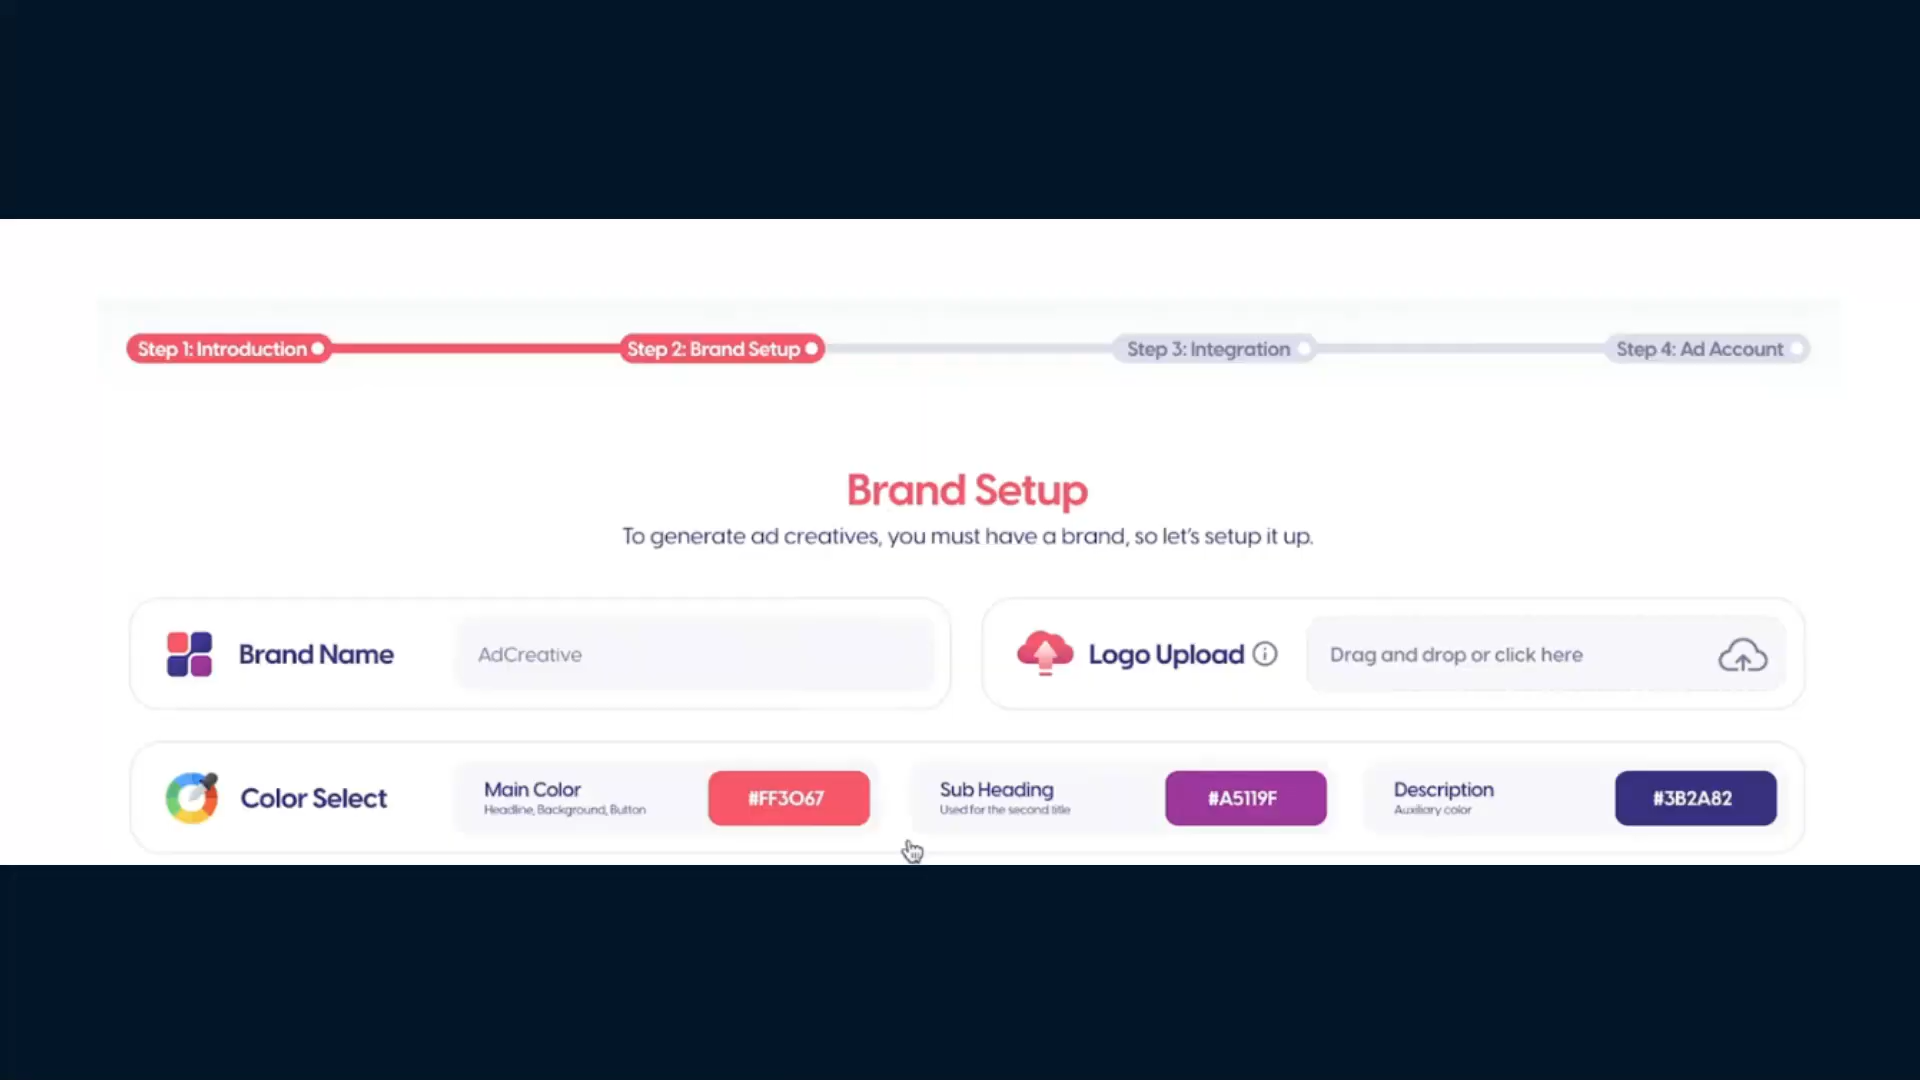 Step 1: Introduction
Step 2: Brand Setup
Step 3: Integration
Step 4: Ad Account
Brand Setup
To generate ad creatives, you must have a brand, so let's setup it up.
Brand Name
AdCreative
Logo Upload
Drag and drop or click here
Color Select
Main Color
Headline, Background, Button
#FF3O67
Sub Heading
Used for the second title
#A5119F
Description
Auxiliary color
#3B2A82